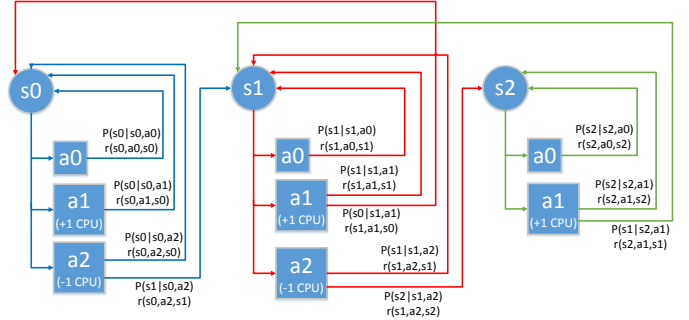 s0
a0
P(s0|s0,a0)
r(s0,a0,s0)
a1
(+1 CPU)
P(s0|s0,a1)
r(s0,a1,s0)
a2
(-1 CPU)
P(s0|s0,a2)
r(s0,a2,s0)
P(s1|s0,a2)
r(s0,a2,s1)
s1
a0
P(s1|s1,a0)
r(s1,a0,s1)
a1
(+1 CPU)
P(s1|s1,a1)
r(s1,a1,s1)
P(s0|s1,a1)
r(s1,a1,s0)
a2
(-1 CPU)
P(s1|s1,a2)
r(s1,a2,s1)
P(s2|s1,a2)
r(s1,a2,s2)
s2
a0
P(s2|s2,a0)
r(s2,a0,s2)
a1
(+1 CPU)
P(s2|s2,a1)
r(s2,a1,s2)
P(s1|s2,a1)
r(s2,a1,s1)